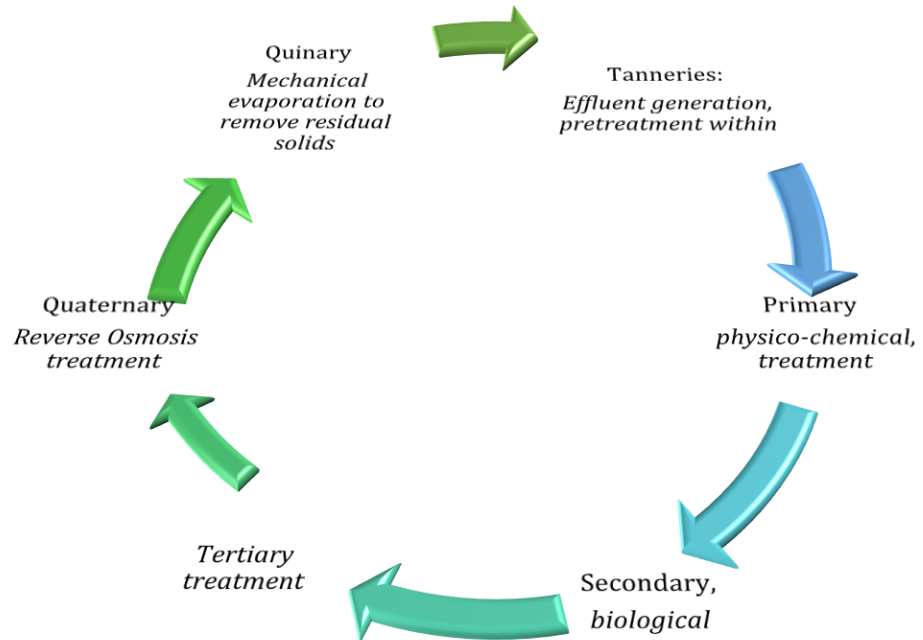 Tanneries:
Effluent generation,
pretreatment within
Primary
physico-chemical,
treatment
Secondary,
biological
Tertiary
treatment
Quaternary
Reverse Osmosis
treatment
Quinary
Mechanical
evaporation to
remove residual
solids